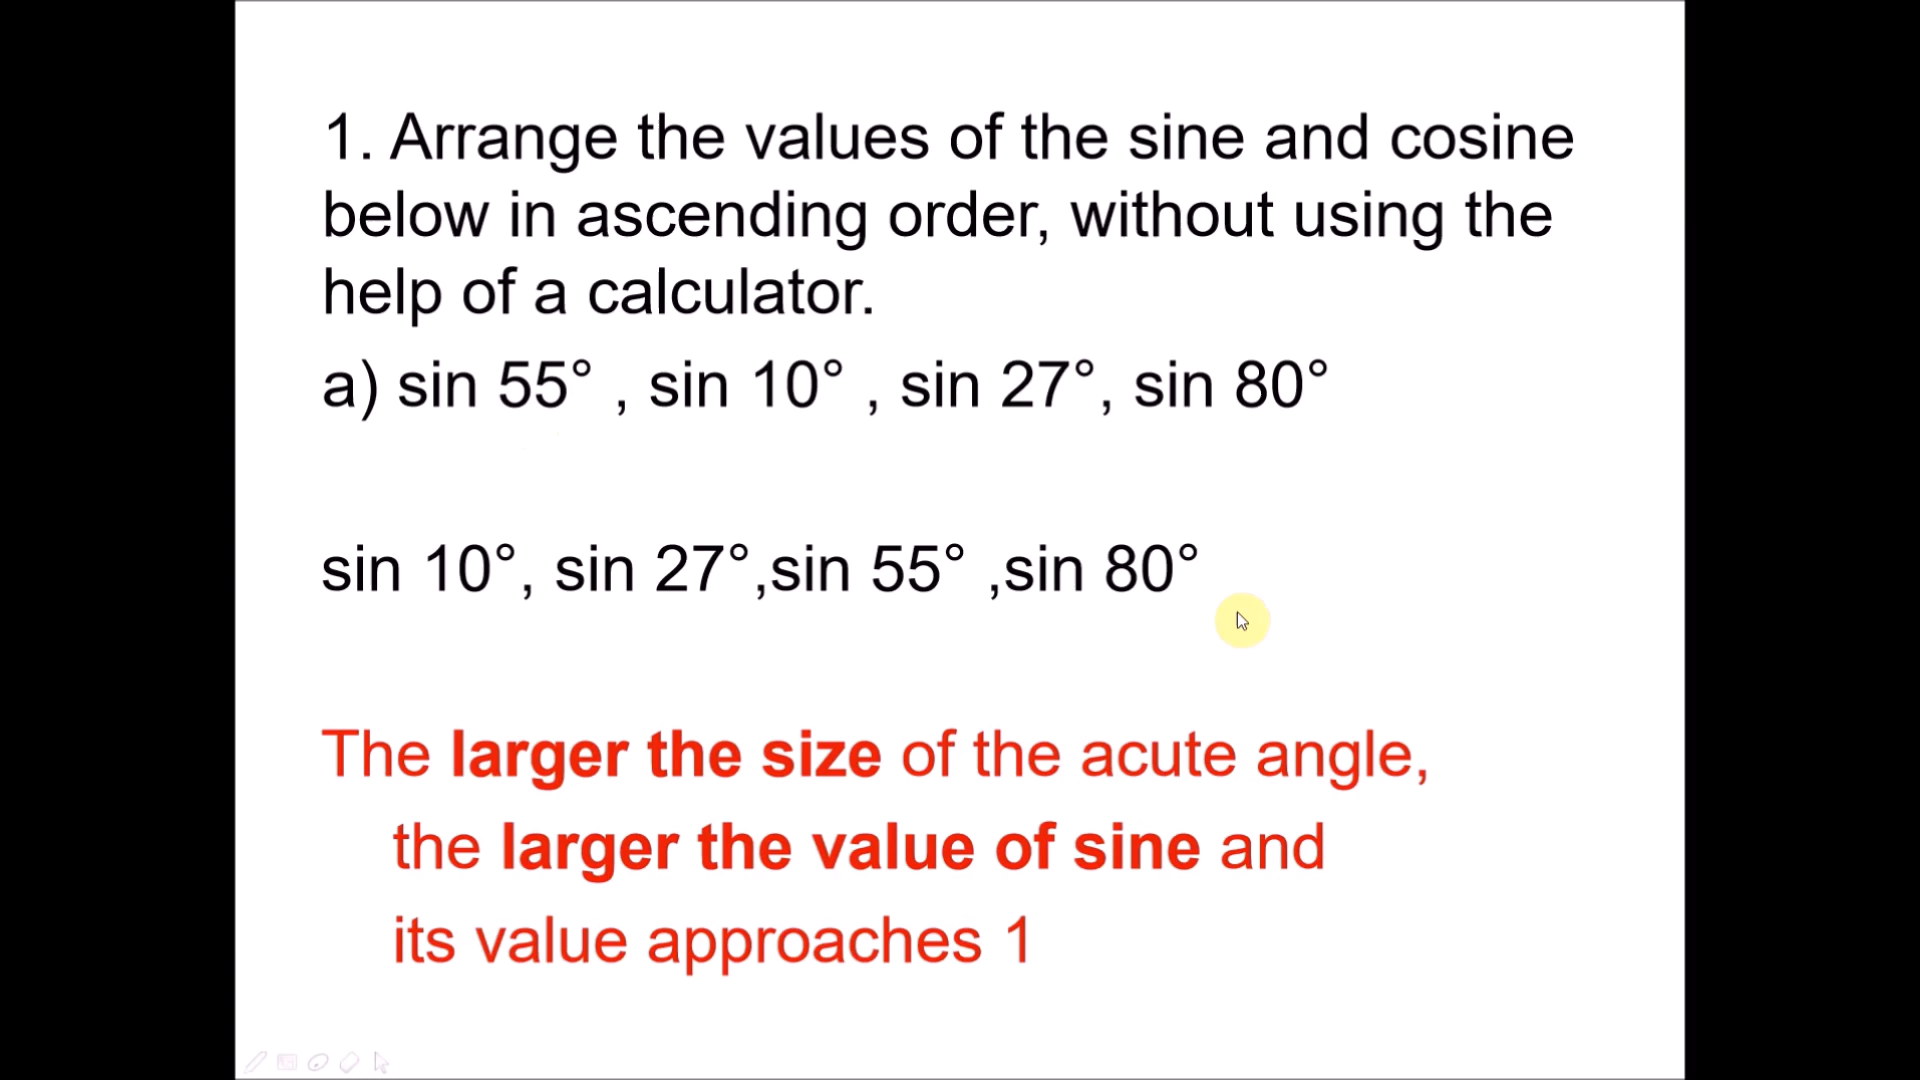 1. Arrange the values of the sine and cosine
below in ascending order, without using the
help of a calculator.
a) sin 55° , sin 10° , sin 27°, sin 80°
sin 10°, sin 27°,sin 55° ,sin 80°
The larger the size of the acute angle,
the larger the value of sine and
its value approaches 1